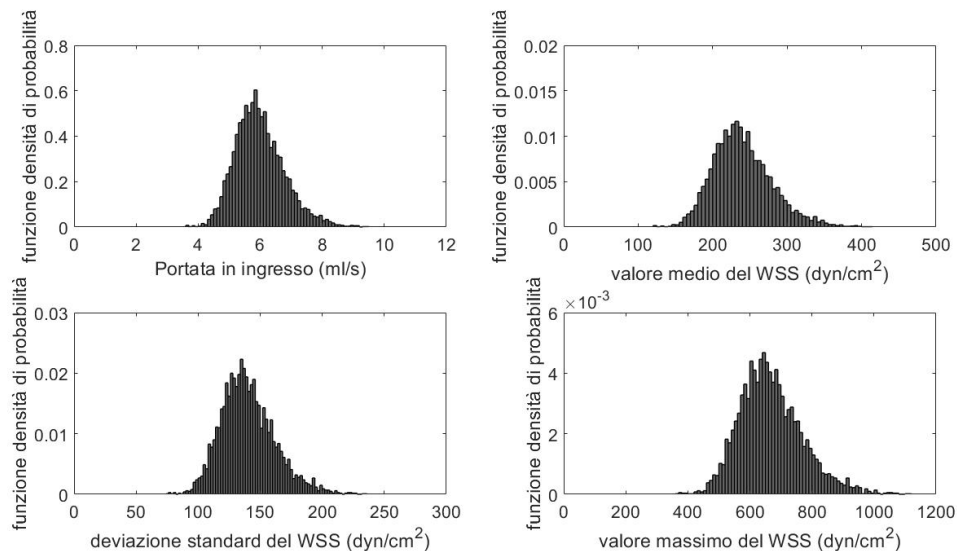 funzione densità di probabilità
0.8
0.6
0.4
0.2
0
0 2 4 6 8 10 12
Portata in ingresso (ml/s)
funzione densità di probabilità
0.02
0.015
0.01
0.005
0
0 100 200 300 400 500
valore medio del WSS (dyn/cm²)
funzione densità di probabilità
0.03
0.02
0.01
0
0 50 100 150 200 250 300
deviazione standard del WSS (dyn/cm²)
funzione densità di probabilità
×10⁻³
6
4
2
0
0 200 400 600 800 1000 1200
valore massimo del WSS (dyn/cm²)